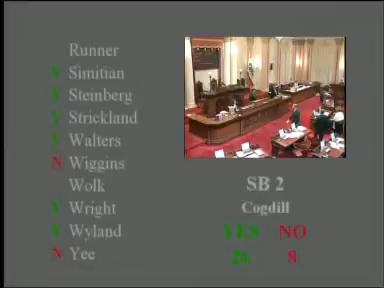 Runner
Y Simitian
Y Steinberg
Y Strickland
Y Walters
N Wiggins
Wolk
Y Wright
Y Wyland
N Yee
SB 2
Cogdill
YES NO
26 8